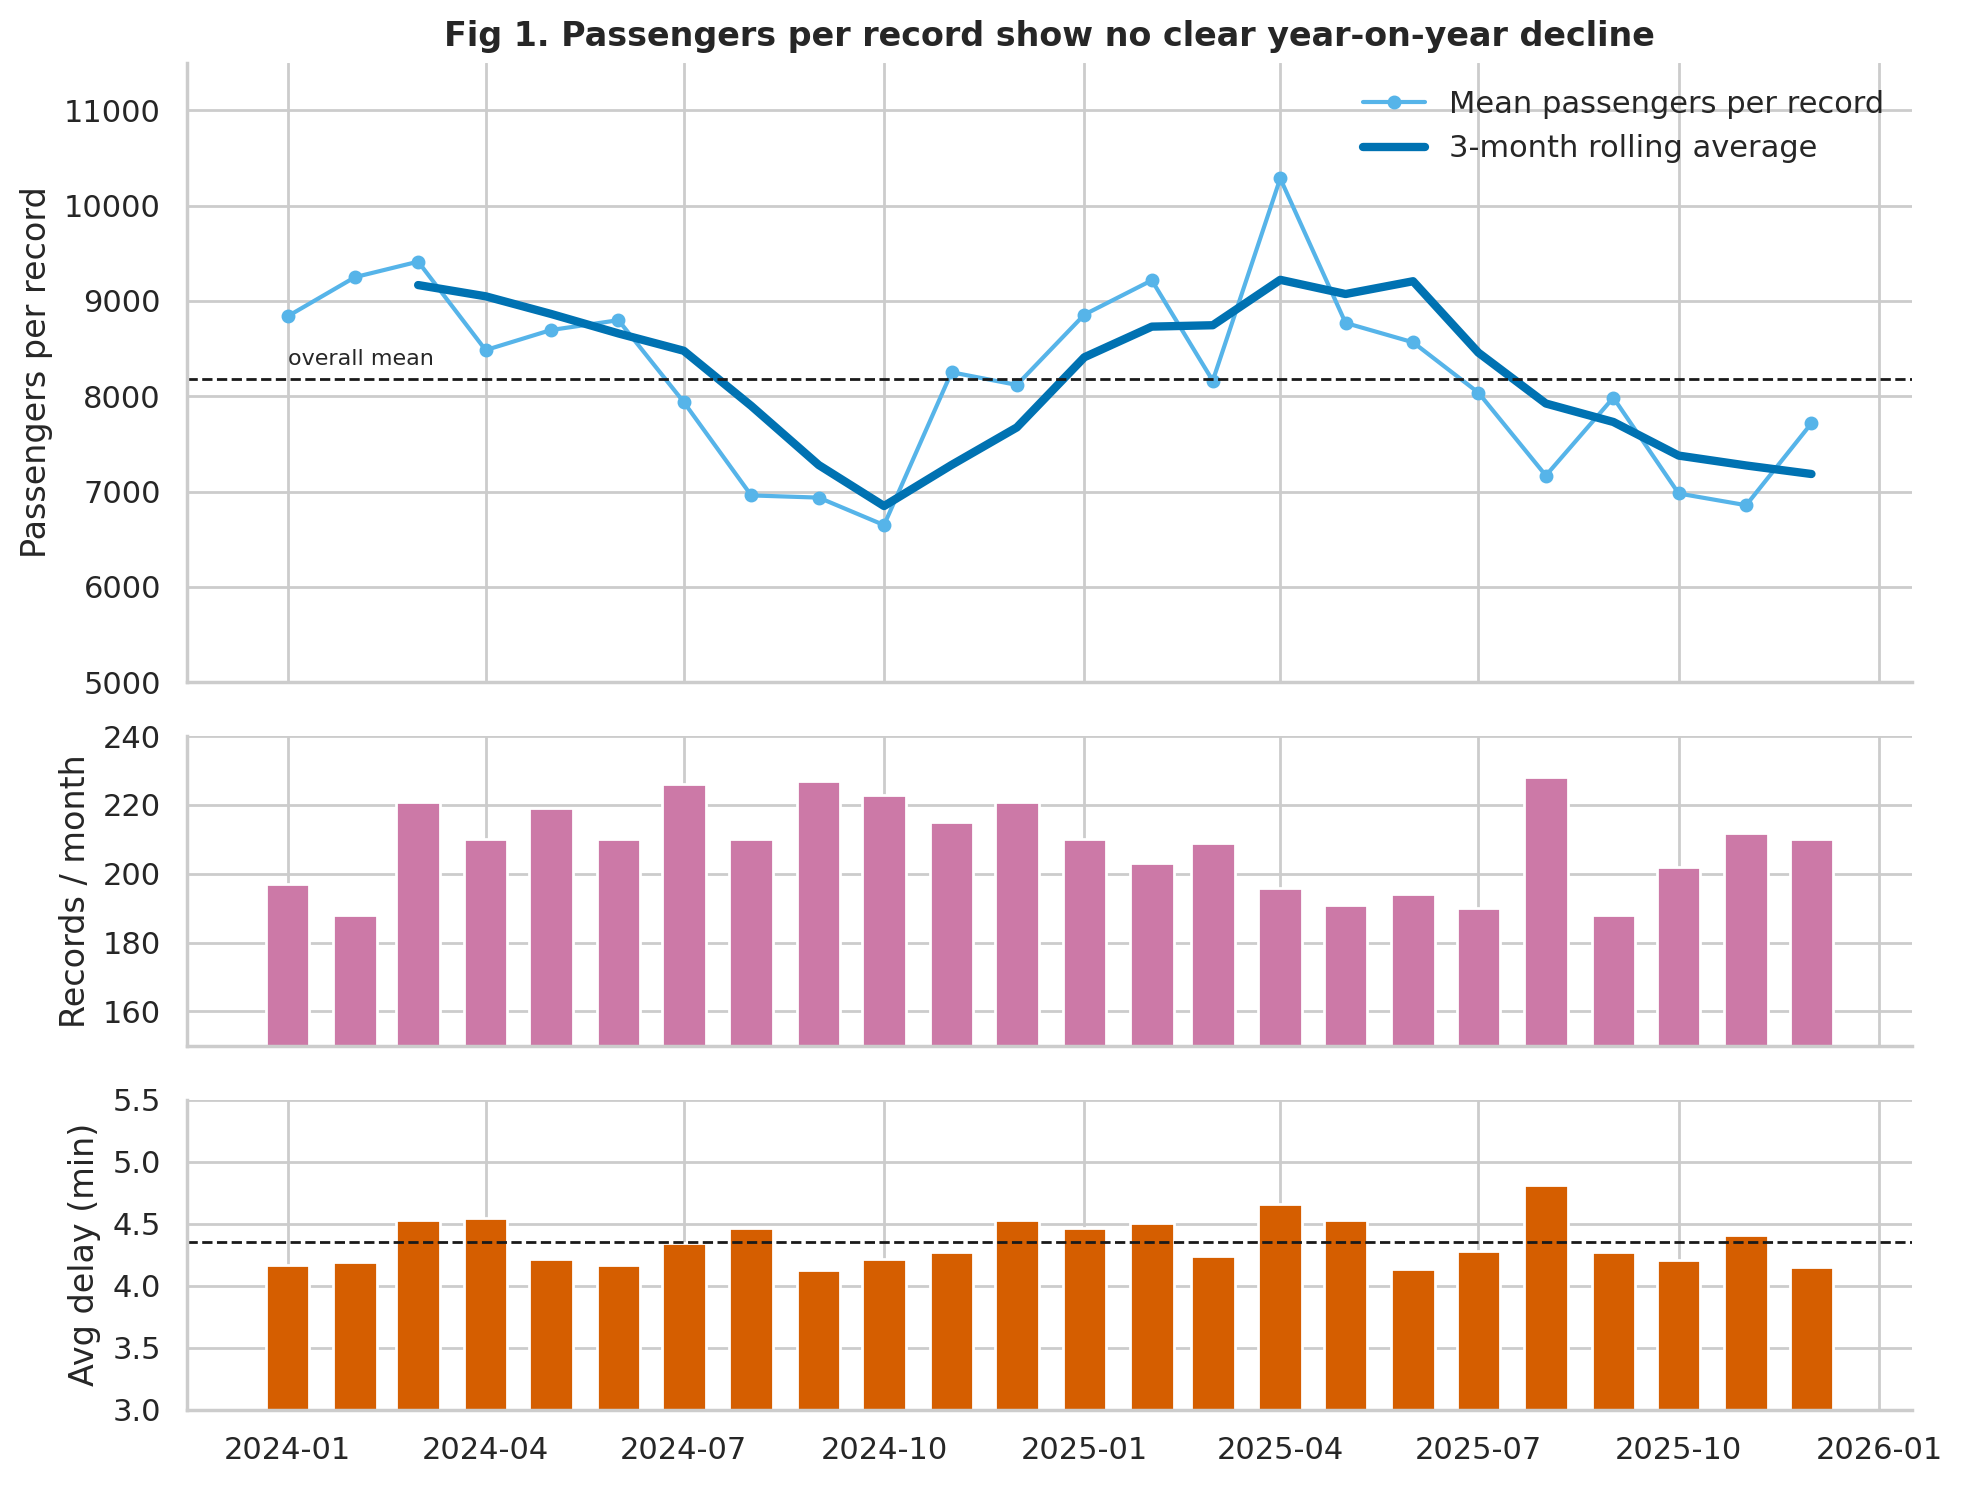 Fig 1. Passengers per record show no clear year-on-year decline
Passengers per record
11000
10000
9000
8000
7000
6000
5000
Mean passengers per record
3-month rolling average
overall mean
Records / month
240
220
200
180
160
Avg delay (min)
5.5
5.0
4.5
4.0
3.5
3.0
2024-01 2024-04 2024-07 2024-10 2025-01 2025-04 2025-07 2025-10 2026-01